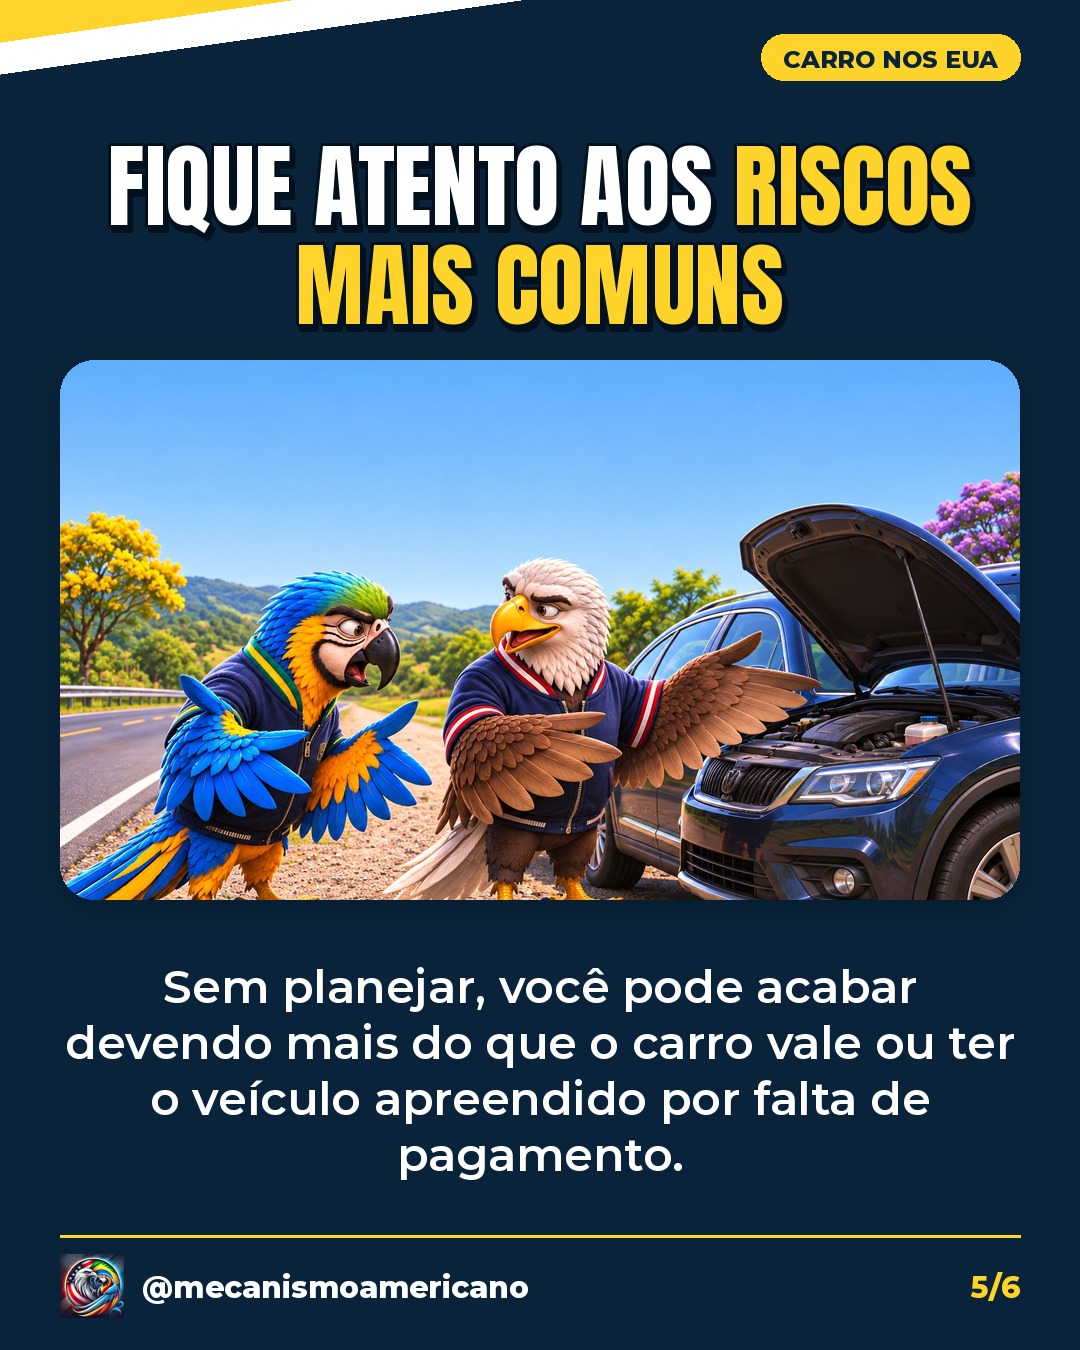 CARRO NOS EUA
FIQUE ATENTO AOS RISCOS
MAIS COMUNS
Sem planejar, você pode acabar
devendo mais do que o carro vale ou ter
o veículo apreendido por falta de
pagamento.
@mecanismoamericano
5/6